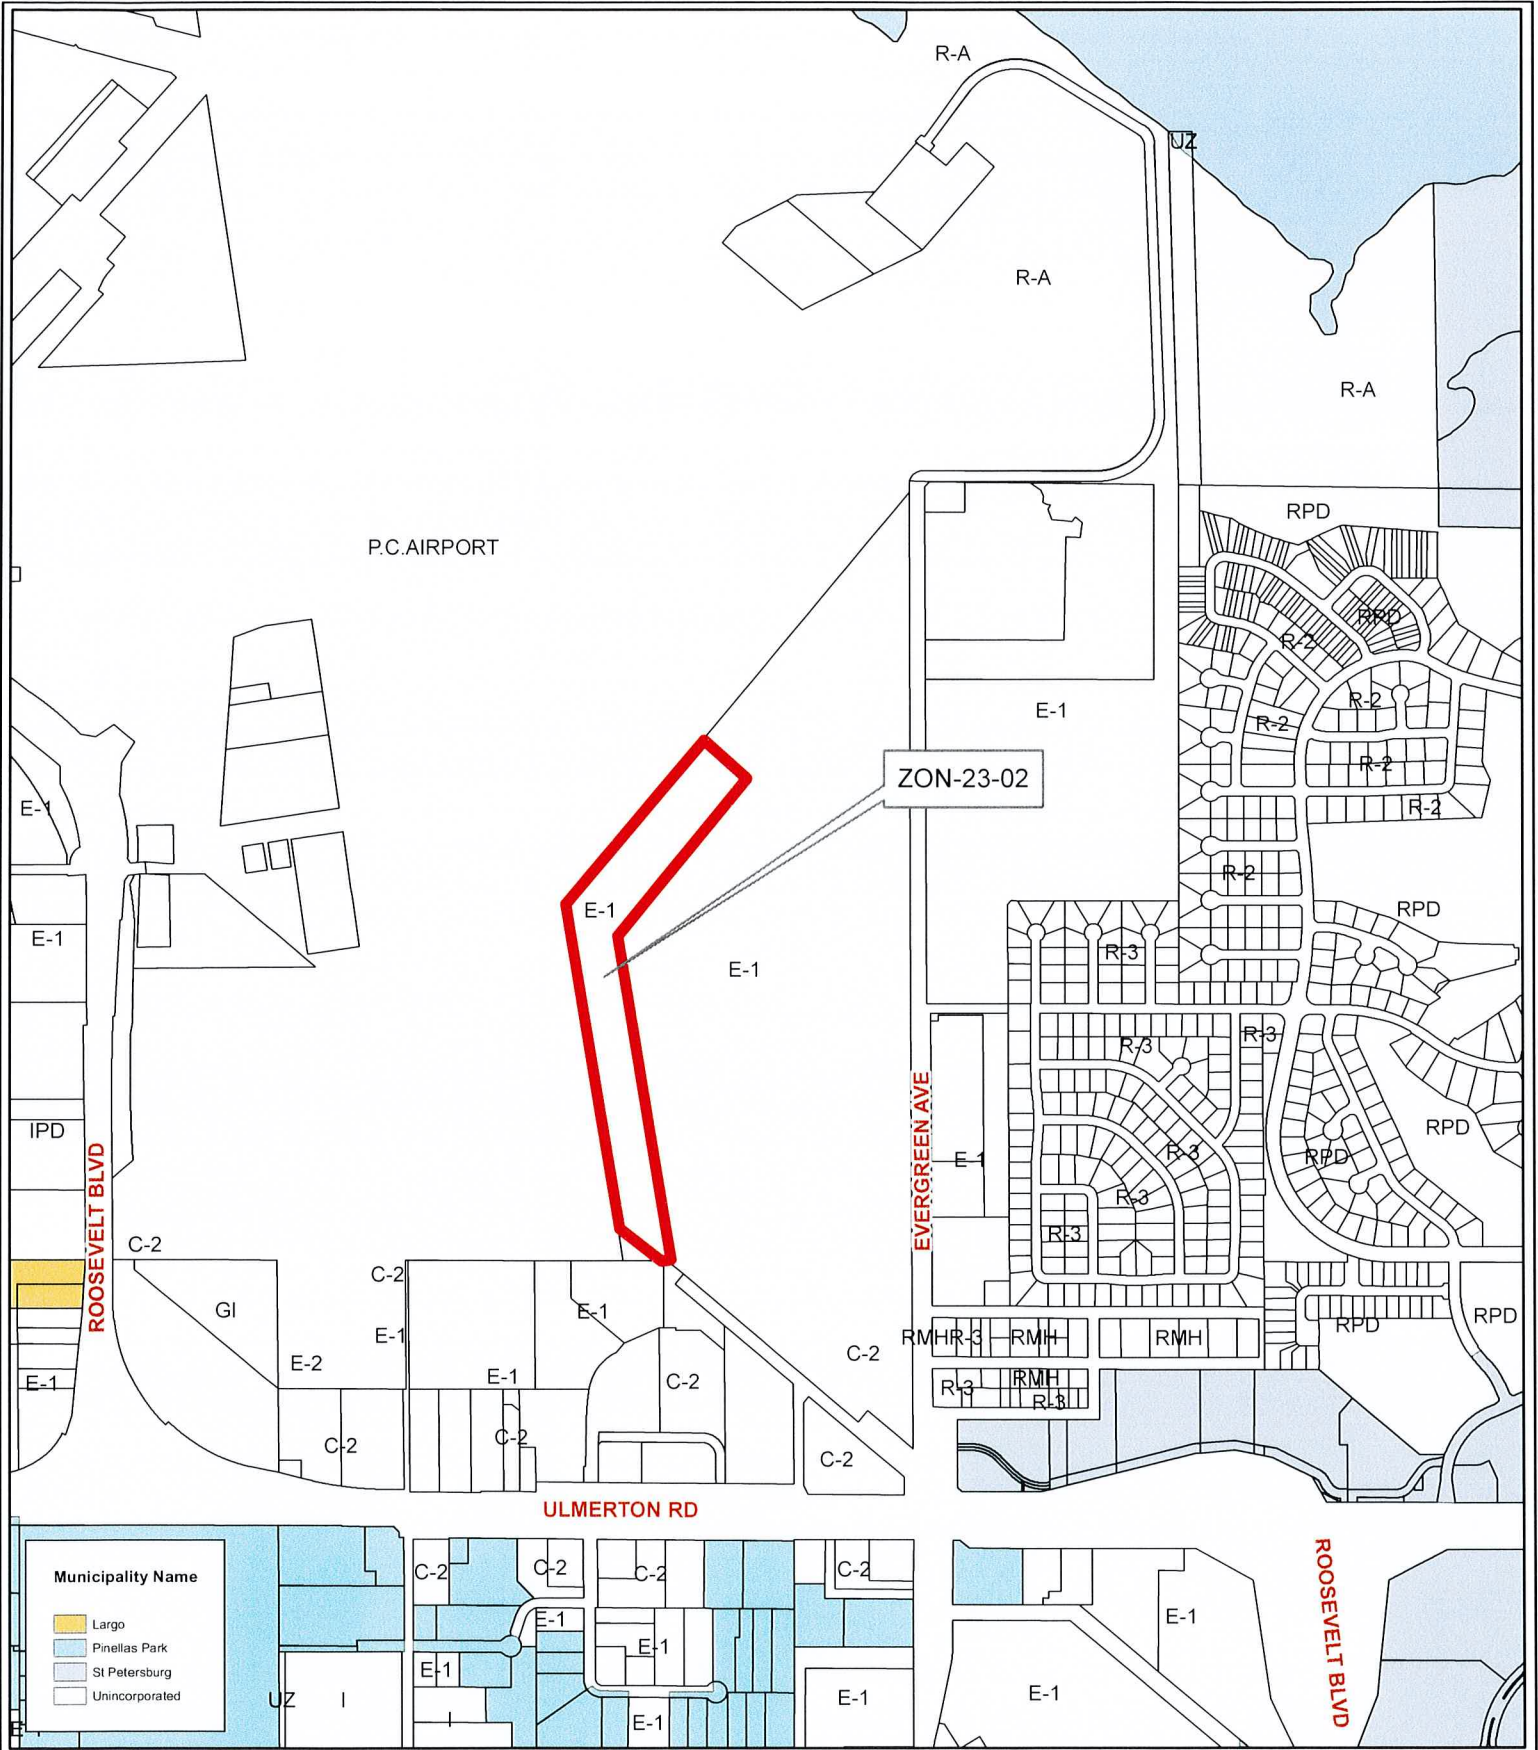 R-A
UZ
R-A
R-A
RPD
P.C.AIRPORT
RPD
R-2
R-2
E-1
R-2
R-2
ZON-23-02
E-1
R-2
R-2
E-1
RPD
E-1
R-3
E-1
R-3
R-3
EVERGREEN AVE
IPD
RPD
R-3
E-1
RPD
ROOSEVELT BLVD
R-3
R-3
C-2
C-2
GI
E-1
RPD
RPD
E-1
RMH
R-3
RMH
RMH
C-2
E-2
E-1
RMH
E-1
C-2
R-3
R-3
C-2
C-2
C-2
ULMERTON RD
ROOSEVELT BLVD
C-2
C-2
C-2
C-2
Municipality Name
Largo
Pinellas Park
St Petersburg
Unincorporated
E-1
E-1
E-1
E-1
E-1
E-1
UZ
I
I
E-1